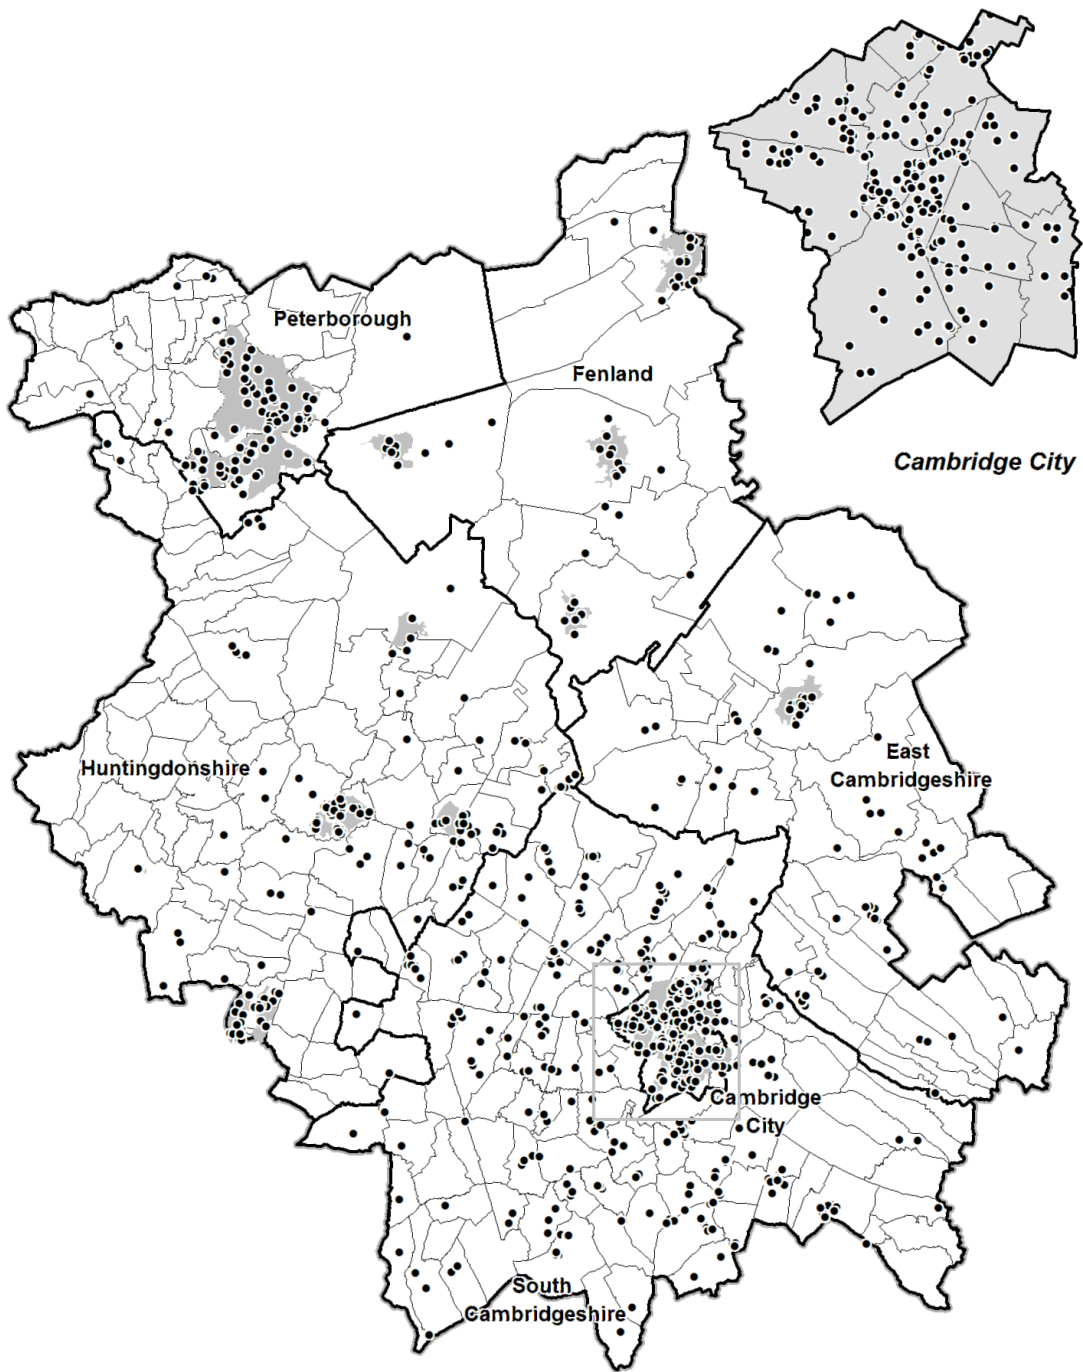 Peterborough
Fenland
Cambridge City
East
Cambridgeshire
Huntingdonshire
Cambridge
City
South
Cambridgeshire